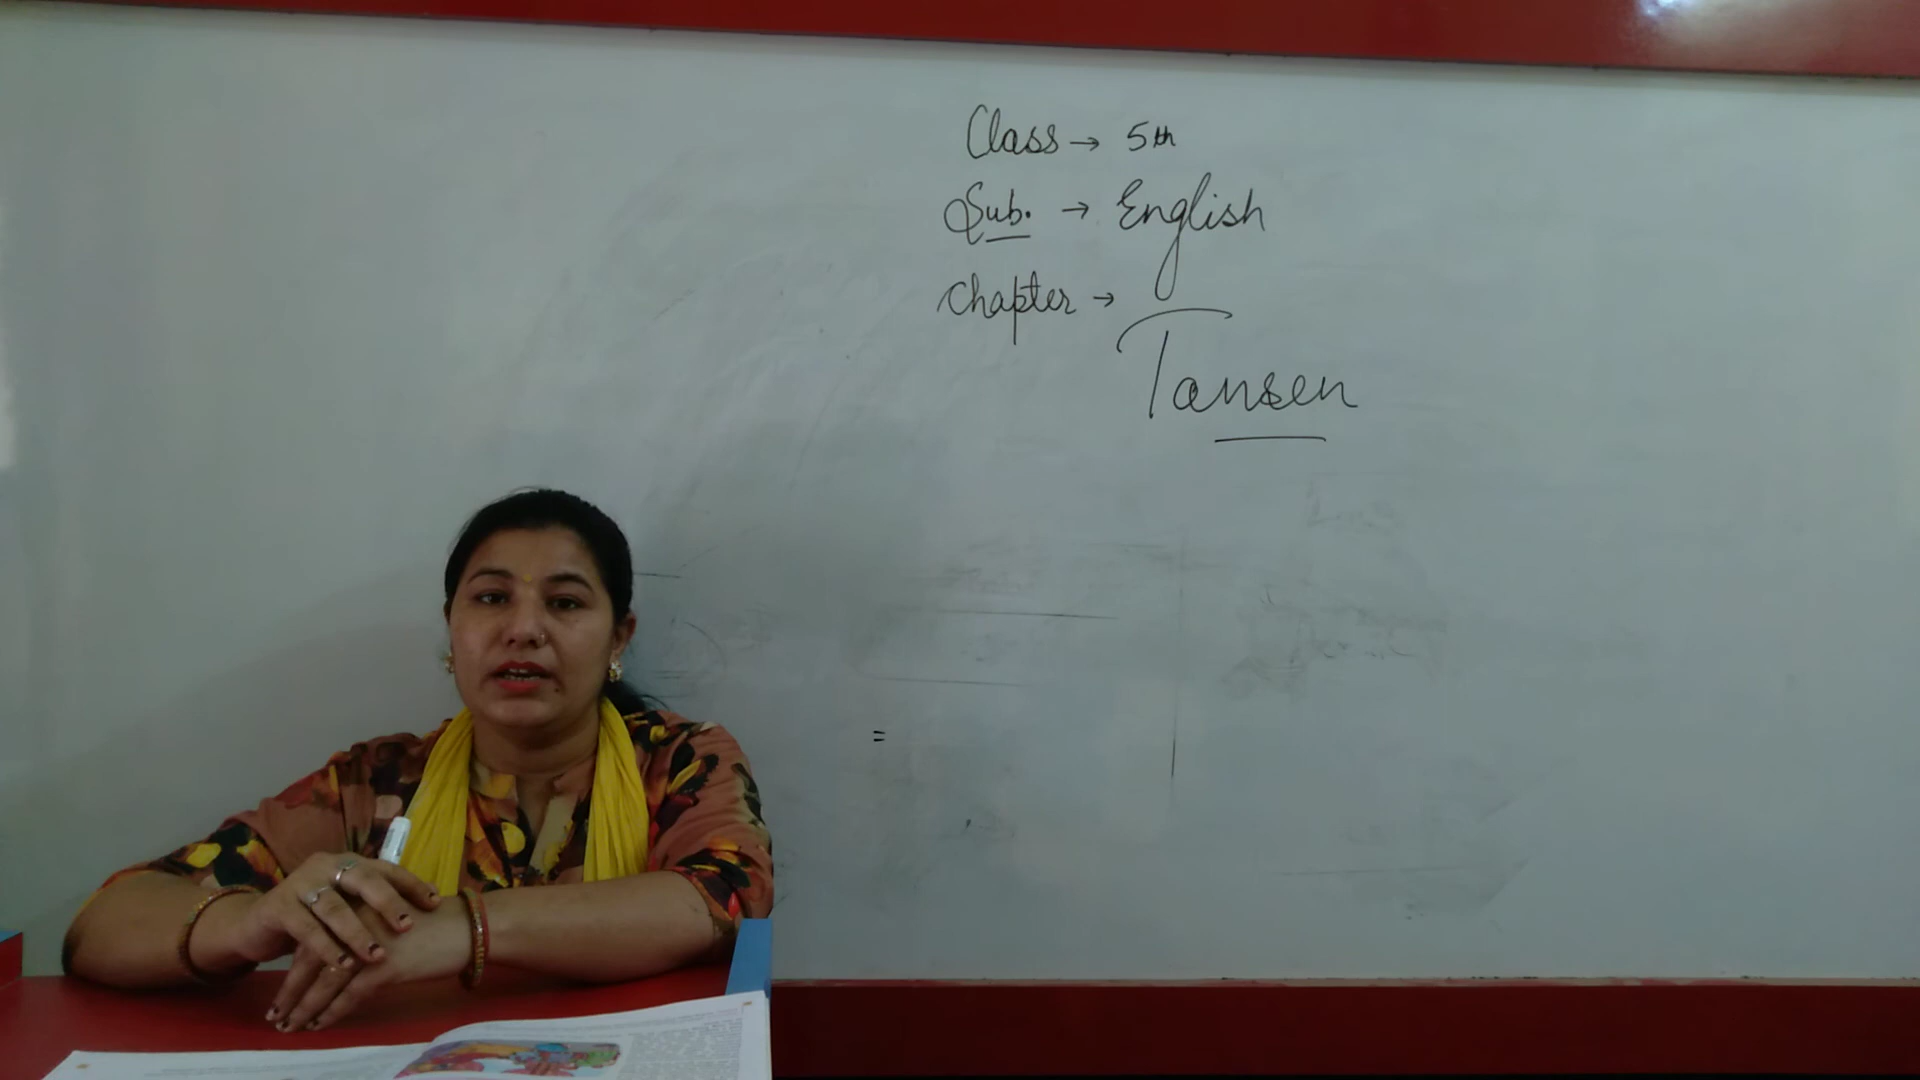 Class → 5th
Sub. → English
Chapter →
Tansen
=